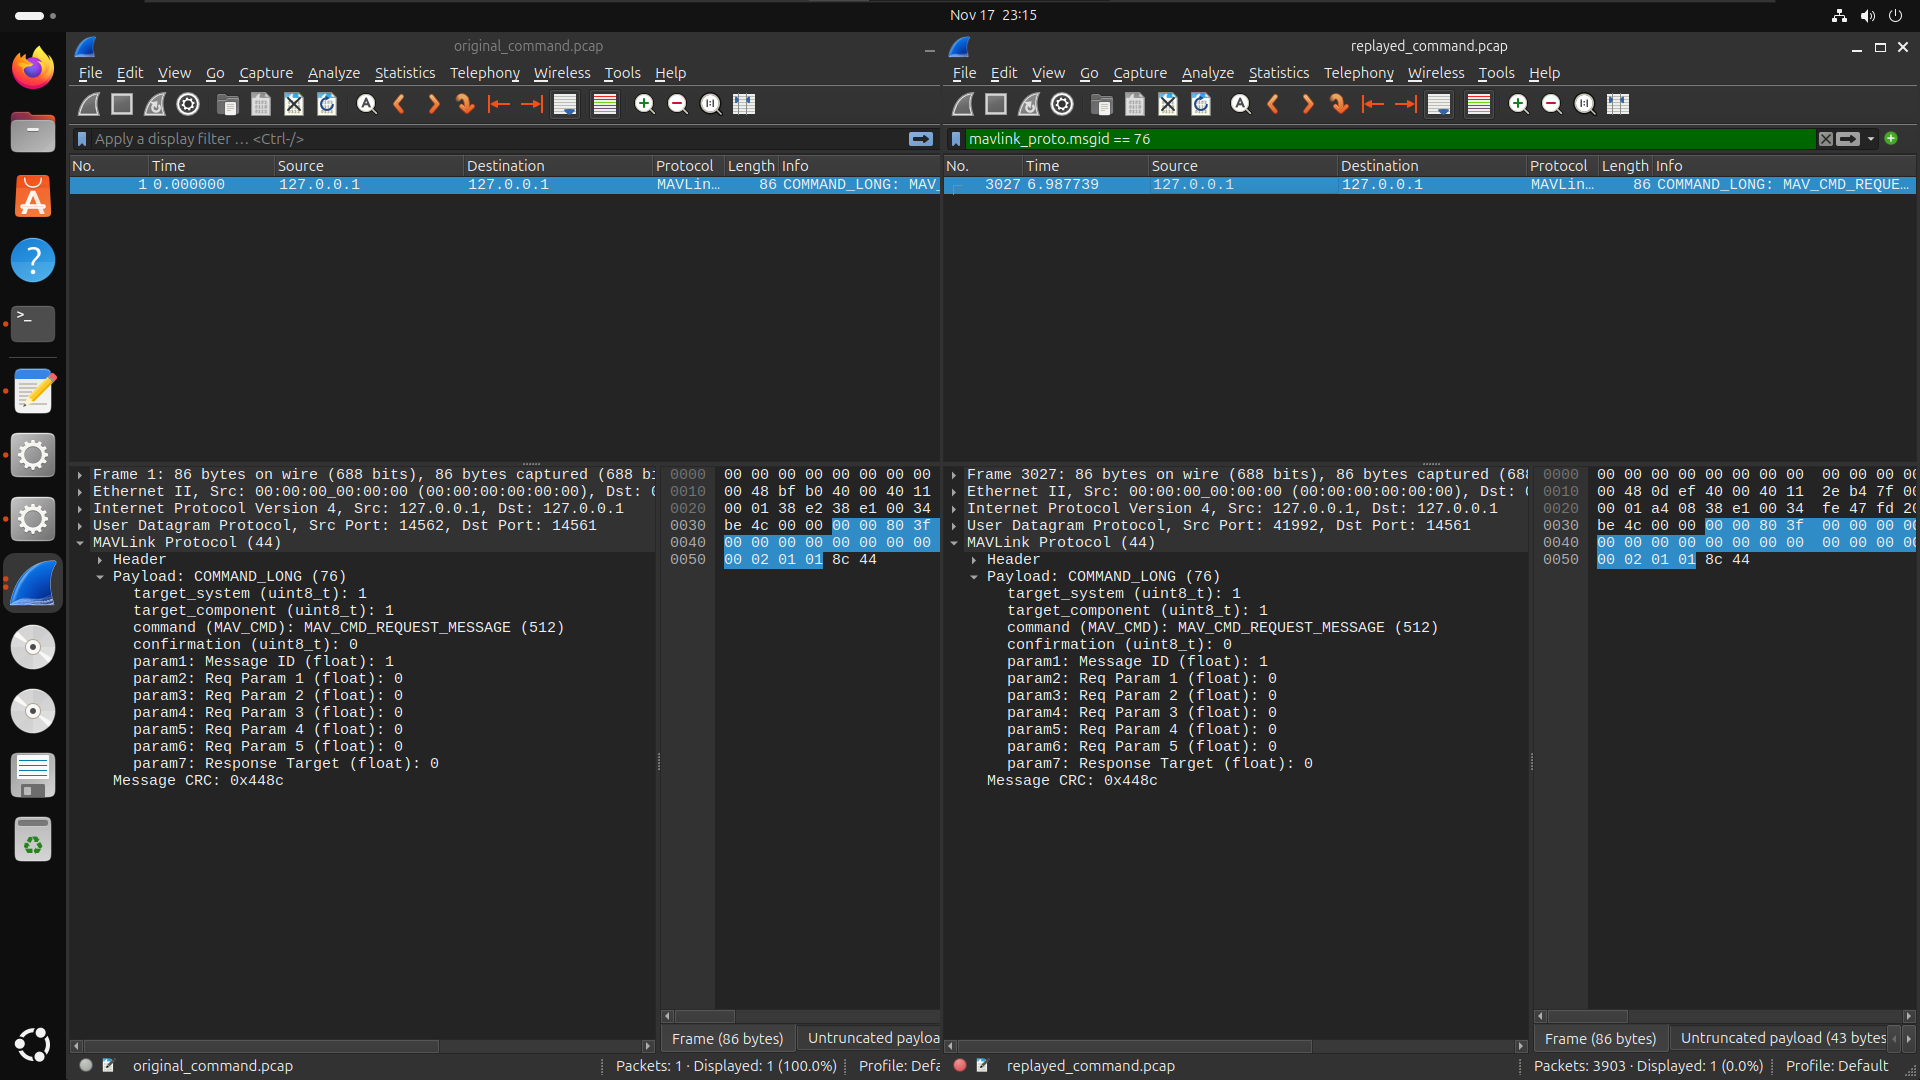 Nov 17 23:15
original_command.pcap
File Edit View Go Capture Analyze Statistics Telephony Wireless Tools Help
Apply a display filter … <Ctrl-/>
No. Time Source Destination Protocol Length Info
1 0.000000 127.0.0.1 127.0.0.1 MAVLin… 86 COMMAND_LONG: MAV_
Frame 1: 86 bytes on wire (688 bits), 86 bytes captured (688 bi
Ethernet II, Src: 00:00:00_00:00:00 (00:00:00:00:00:00), Dst: 0
Internet Protocol Version 4, Src: 127.0.0.1, Dst: 127.0.0.1
User Datagram Protocol, Src Port: 14562, Dst Port: 14561
MAVLink Protocol (44)
Header
Payload: COMMAND_LONG (76)
target_system (uint8_t): 1
target_component (uint8_t): 1
command (MAV_CMD): MAV_CMD_REQUEST_MESSAGE (512)
confirmation (uint8_t): 0
param1: Message ID (float): 1
param2: Req Param 1 (float): 0
param3: Req Param 2 (float): 0
param4: Req Param 3 (float): 0
param5: Req Param 4 (float): 0
param6: Req Param 5 (float): 0
param7: Response Target (float): 0
Message CRC: 0x448c
0000 00 00 00 00 00 00 00 00
0010 00 48 bf b0 40 00 40 11
0020 00 01 38 e2 38 e1 00 34
0030 be 4c 00 00 00 00 80 3f
0040 00 00 00 00 00 00 00 00
0050 00 02 01 01 8c 44
Frame (86 bytes) Untruncated payloa
original_command.pcap Packets: 1 · Displayed: 1 (100.0%) Profile: Defa
replayed_command.pcap
File Edit View Go Capture Analyze Statistics Telephony Wireless Tools Help
mavlink_proto.msgid == 76
No. Time Source Destination Protocol Length Info
3027 6.987739 127.0.0.1 127.0.0.1 MAVLin… 86 COMMAND_LONG: MAV_CMD_REQUE…
Frame 3027: 86 bytes on wire (688 bits), 86 bytes captured (688
Ethernet II, Src: 00:00:00_00:00:00 (00:00:00:00:00:00), Dst: 0
Internet Protocol Version 4, Src: 127.0.0.1, Dst: 127.0.0.1
User Datagram Protocol, Src Port: 41992, Dst Port: 14561
MAVLink Protocol (44)
Header
Payload: COMMAND_LONG (76)
target_system (uint8_t): 1
target_component (uint8_t): 1
command (MAV_CMD): MAV_CMD_REQUEST_MESSAGE (512)
confirmation (uint8_t): 0
param1: Message ID (float): 1
param2: Req Param 1 (float): 0
param3: Req Param 2 (float): 0
param4: Req Param 3 (float): 0
param5: Req Param 4 (float): 0
param6: Req Param 5 (float): 0
param7: Response Target (float): 0
Message CRC: 0x448c
0000 00 00 00 00 00 00 00 00 00 00 00 00
0010 00 48 0d ef 40 00 40 11 2e b4 7f 00
0020 00 01 a4 08 38 e1 00 34 fe 47 fd 20
0030 be 4c 00 00 00 00 80 3f 00 00 00 00
0040 00 00 00 00 00 00 00 00 00 00 00 00
0050 00 02 01 01 8c 44
Frame (86 bytes) Untruncated payload (43 bytes
replayed_command.pcap Packets: 3903 · Displayed: 1 (0.0%) Profile: Default